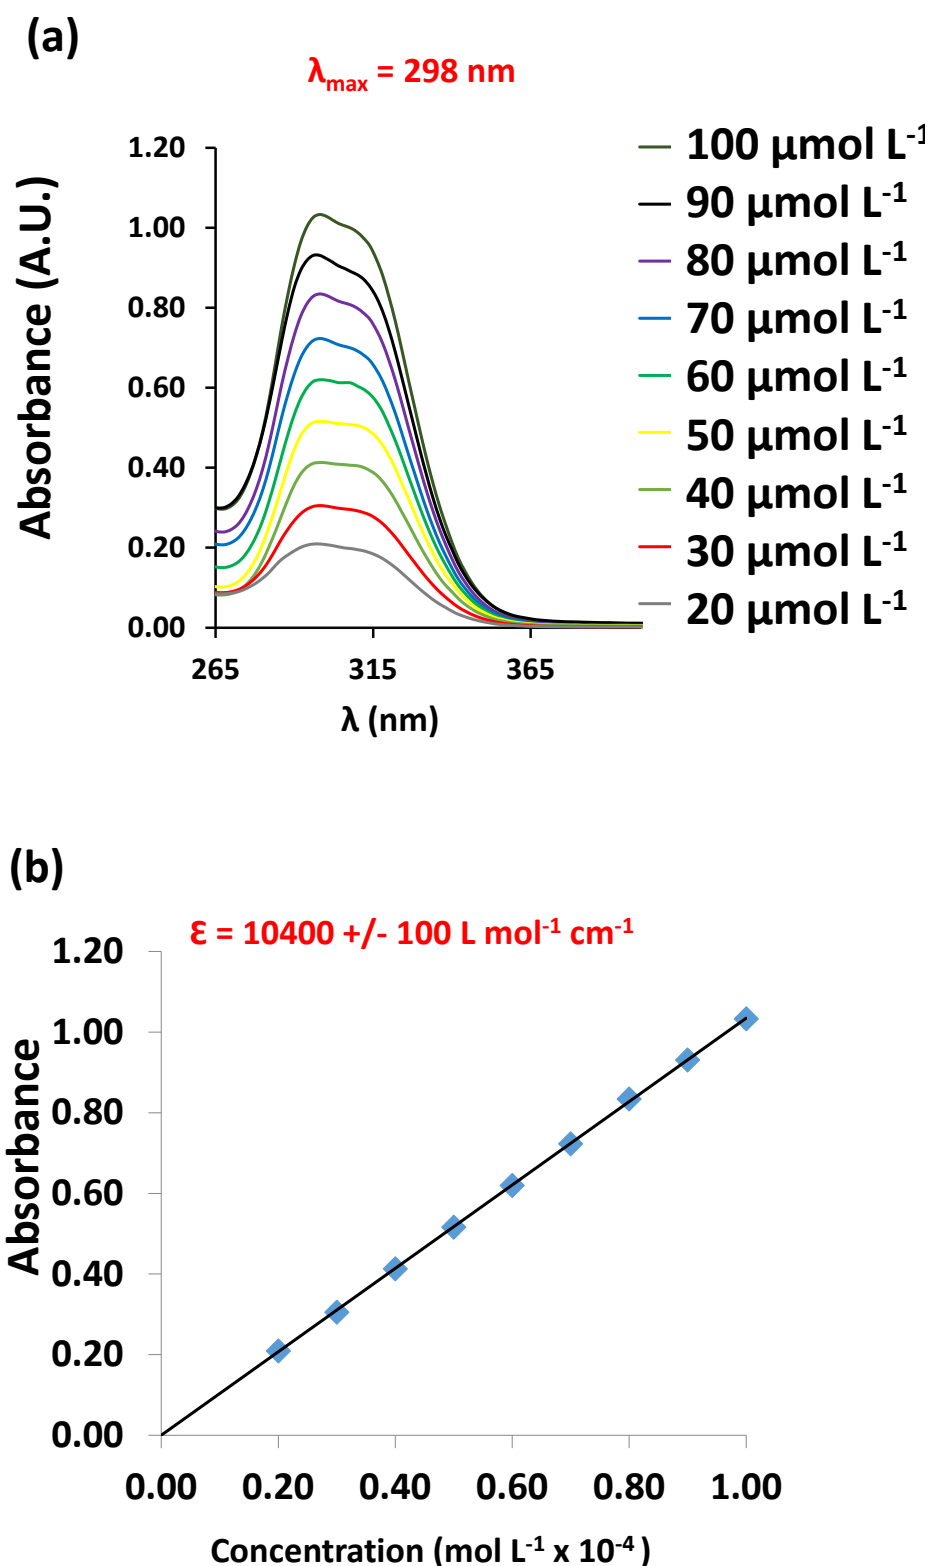 (a)
λmax = 298 nm
Absorbance (A.U.)
1.20
1.00
0.80
0.60
0.40
0.20
0.00
265
315
365
λ (nm)
100 µmol L-1
90 µmol L-1
80 µmol L-1
70 µmol L-1
60 µmol L-1
50 µmol L-1
40 µmol L-1
30 µmol L-1
20 µmol L-1
(b)
Ɛ = 10400 +/- 100 L mol-1 cm-1
Absorbance
1.20
1.00
0.80
0.60
0.40
0.20
0.00
0.00 0.20 0.40 0.60 0.80 1.00
Concentration (mol L-1 x 10-4 )